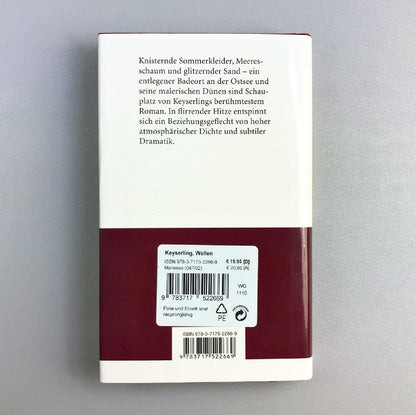 Knisternde Sommerkleider, Meeres-
schaum und glitzernder Sand – ein
entlegener Badeort an der Ostsee und
seine malerischen Dünen sind Schau-
platz von Keyserlings berühmtestem
Roman. In flirrender Hitze entspinnt
sich ein Beziehungsgeflecht von hoher
atmosphärischer Dichte und subtiler
Dramatik.
Keyserling, Wellen
ISBN 978-3-7175-2266-9 € 19,95 [D]
Manesse (047/02) € 20,60 [A]
WG
1110
9 783717 522669
Folie und Etikett sind
recyclingfähig
PE
ISBN 978-3-7175-2266-9
9 783717 522669